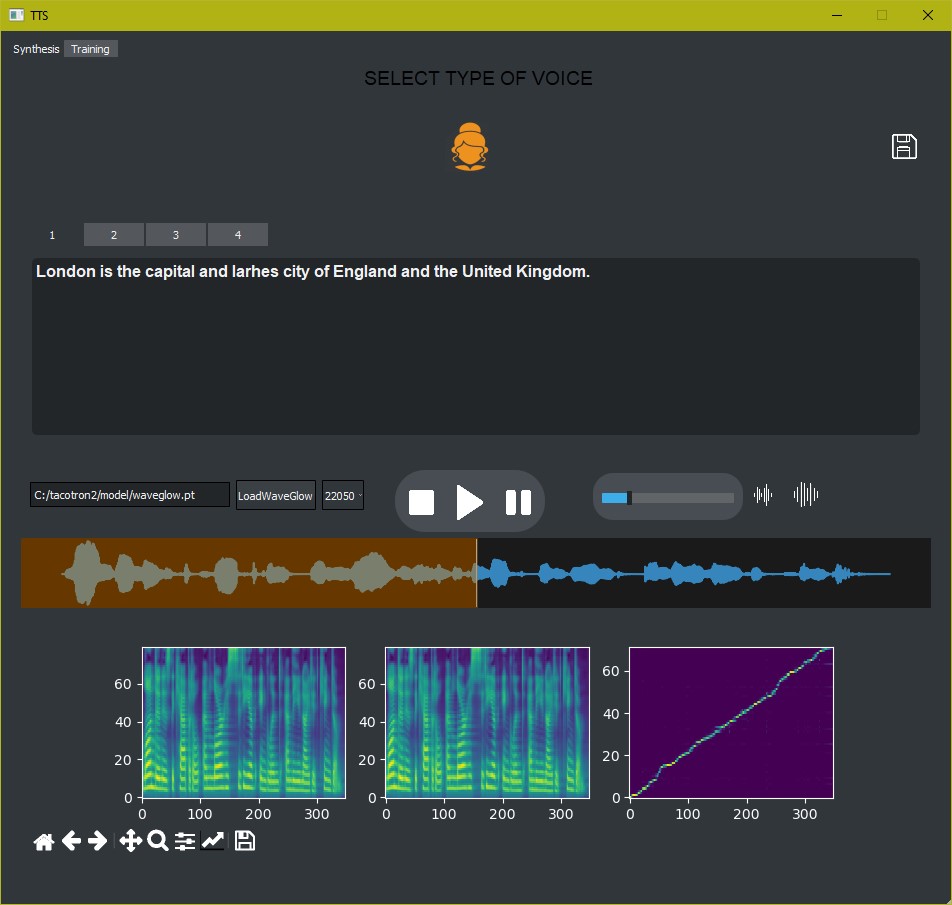 TTS
Synthesis Training
SELECT TYPE OF VOICE
1 2 3 4
London is the capital and larhes city of England and the United Kingdom.
C:/tacotron2/model/waveglow.pt LoadWaveGlow 22050
60 60 60
40 40 40
20 20 20
0 0 0
0 100 200 300 0 100 200 300 0 100 200 300